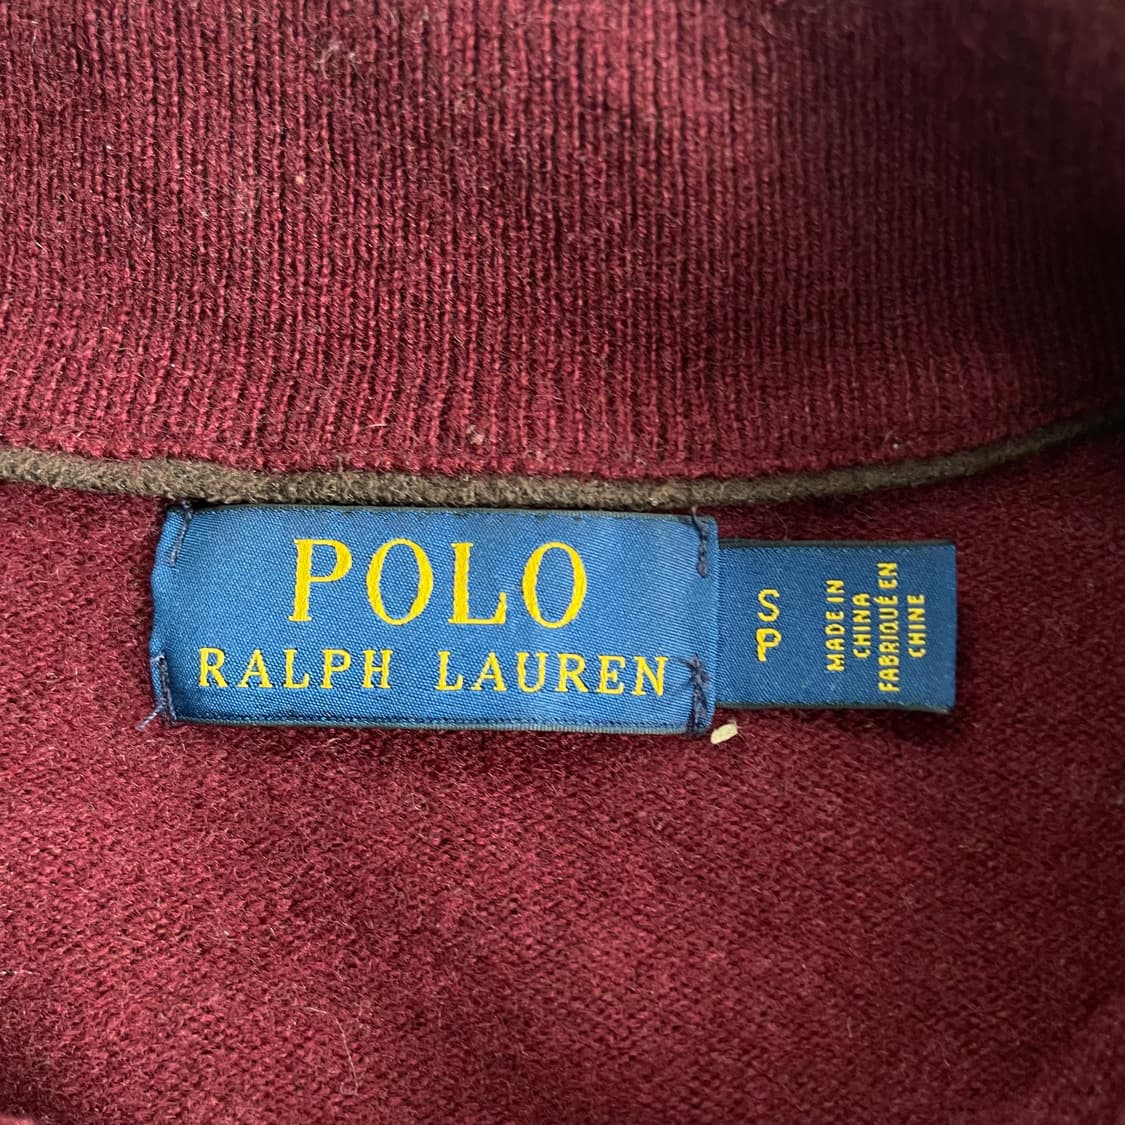 POLO
RALPH LAUREN
S
P
MADE IN
CHINA
FABRIQUÉ EN
CHINE